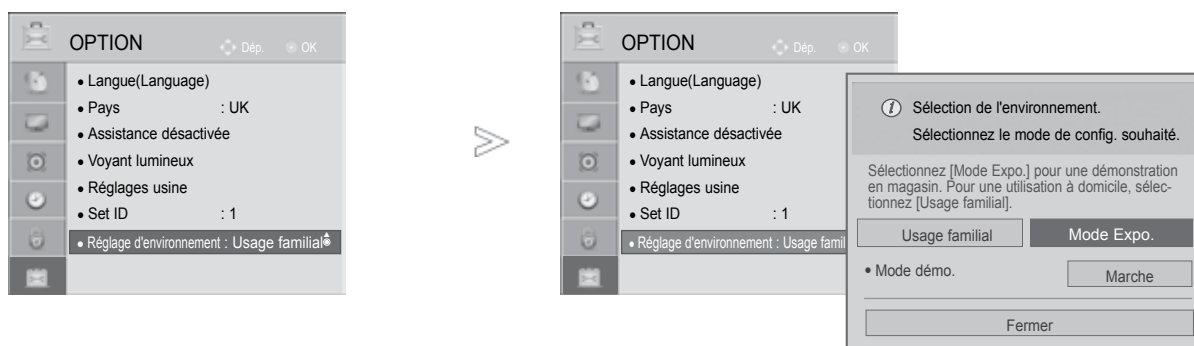 OPTION
Dép. OK
• Langue(Language)
• Pays : UK
• Assistance désactivée
• Voyant lumineux
• Réglages usine
• Set ID : 1
• Réglage d'environnement : Usage familial
OPTION
Dép. OK
• Langue(Language)
• Pays : UK
• Assistance désactivée
• Voyant lumineux
• Réglages usine
• Set ID : 1
• Réglage d'environnement : Usage famil
i Sélection de l'environnement.
Sélectionnez le mode de config. souhaité.
Sélectionnez [Mode Expo.] pour une démonstration
en magasin. Pour une utilisation à domicile, sélec-
tionnez [Usage familial].
Usage familial Mode Expo.
• Mode démo. Marche
Fermer